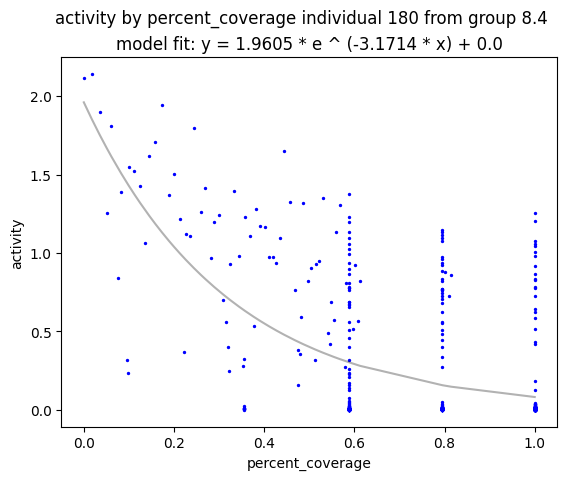 activity by percent_coverage individual 180 from group 8.4
model fit: y = 1.9605 * e ^ (-3.1714 * x) + 0.0
2.0
1.5
1.0
0.5
0.0
activity
0.0 0.2 0.4 0.6 0.8 1.0
percent_coverage